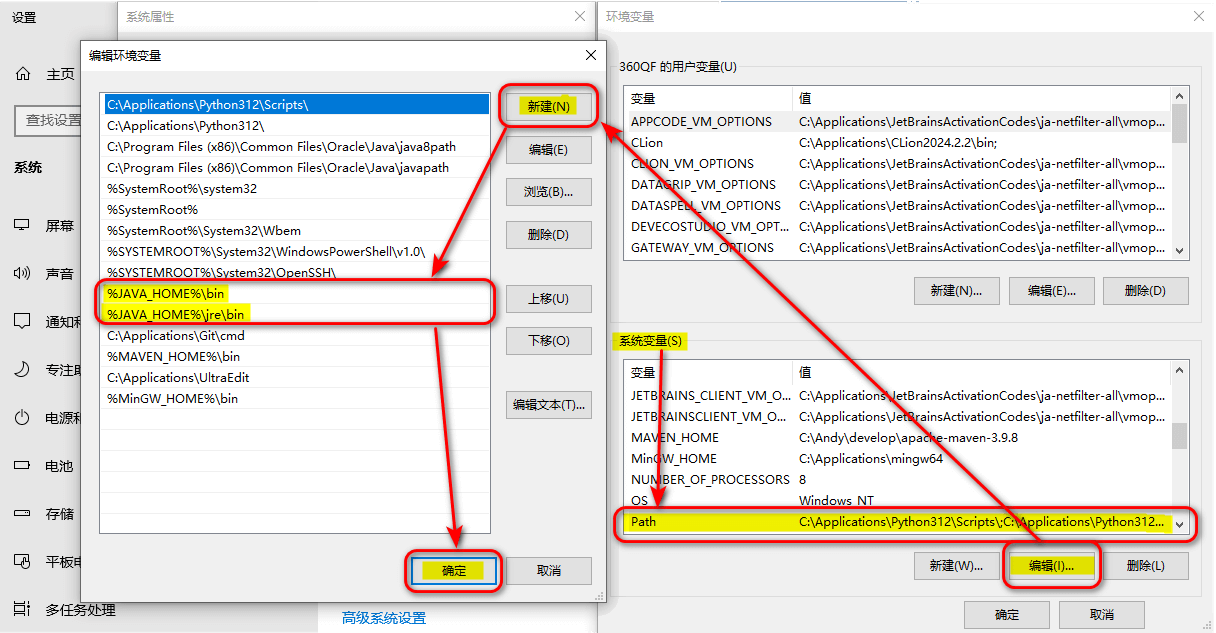 设置
主页
查找设置
系统
屏幕
声音
通知和
专注助
电源和
电池
存储
平板电
多任务处理
系统属性
高级系统设置
编辑环境变量
C:\Applications\Python312\Scripts\
C:\Applications\Python312\
C:\Program Files (x86)\Common Files\Oracle\Java\java8path
C:\Program Files (x86)\Common Files\Oracle\Java\javapath
%SystemRoot%\system32
%SystemRoot%
%SystemRoot%\System32\Wbem
%SYSTEMROOT%\System32\WindowsPowerShell\v1.0\
%SYSTEMROOT%\System32\OpenSSH\
%JAVA_HOME%\bin
%JAVA_HOME%\jre\bin
C:\Applications\Git\cmd
%MAVEN_HOME%\bin
C:\Applications\UltraEdit
%MinGW_HOME%\bin
新建(N)
编辑(E)
浏览(B)...
删除(D)
上移(U)
下移(O)
编辑文本(T)...
确定 取消
环境变量
360QF 的用户变量(U)
变量 值
APPCODE_VM_OPTIONS C:\Applications\JetBrainsActivationCodes\ja-netfilter-all\vmop...
CLion C:\Applications\CLion2024.2.2\bin;
CLION_VM_OPTIONS C:\Applications\JetBrainsActivationCodes\ja-netfilter-all\vmop...
DATAGRIP_VM_OPTIONS C:\Applications\JetBrainsActivationCodes\ja-netfilter-all\vmop...
DATASPELL_VM_OPTIONS C:\Applications\JetBrainsActivationCodes\ja-netfilter-all\vmop...
DEVECOSTUDIO_VM_OPT... C:\Applications\JetBrainsActivationCodes\ja-netfilter-all\vmop...
GATEWAY_VM_OPTIONS C:\Applications\JetBrainsActivationCodes\ja-netfilter-all\vmop...
新建(N)... 编辑(E)... 删除(D)
系统变量(S)
变量 值
JETBRAINS_CLIENT_VM_O... C:\Applications\JetBrainsActivationCodes\ja-netfilter-all\vmop...
JETBRAINSCLIENT_VM_O... C:\Applications\JetBrainsActivationCodes\ja-netfilter-all\vmop...
MAVEN_HOME C:\Andy\develop\apache-maven-3.9.8
MinGW_HOME C:\Applications\mingw64
NUMBER_OF_PROCESSORS 8
OS Windows_NT
Path C:\Applications\Python312\Scripts\;C:\Applications\Python312...
新建(W)... 编辑(I)... 删除(L)
确定 取消